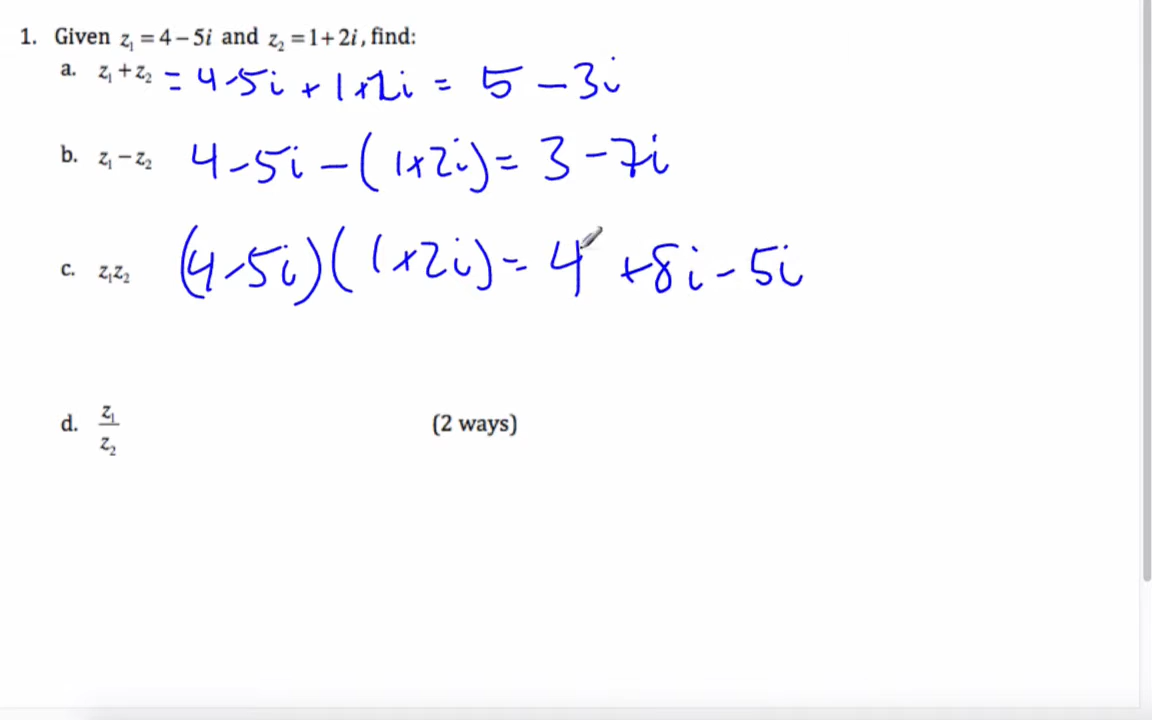 1. Given z₁ = 4 − 5i and z₂ = 1 + 2i, find:
a. z₁ + z₂ = 4 - 5i + 1 + 2i = 5 - 3i
b. z₁ − z₂ 4 - 5i - (1 + 2i) = 3 - 7i
c. z₁z₂ (4 - 5i)(1 + 2i) = 4 + 8i - 5i
d. z₁/z₂ (2 ways)